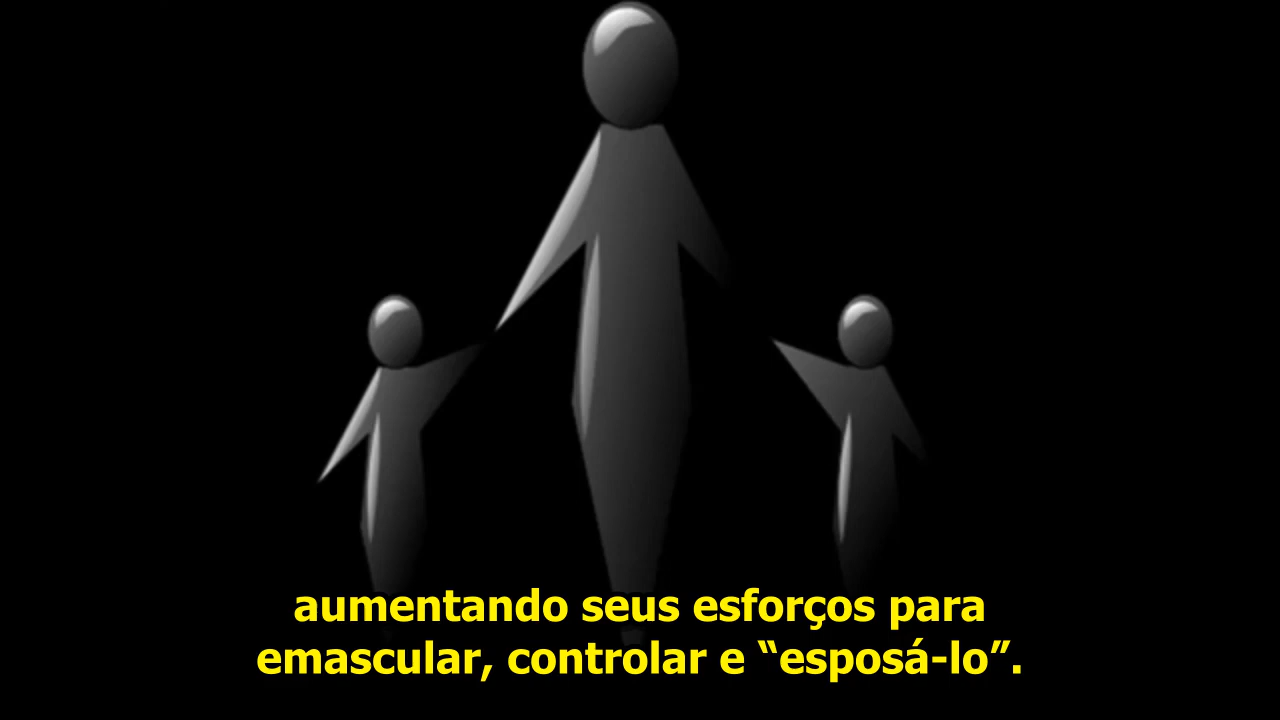 aumentando seus esforços para
emascular, controlar e “esposá-lo”.